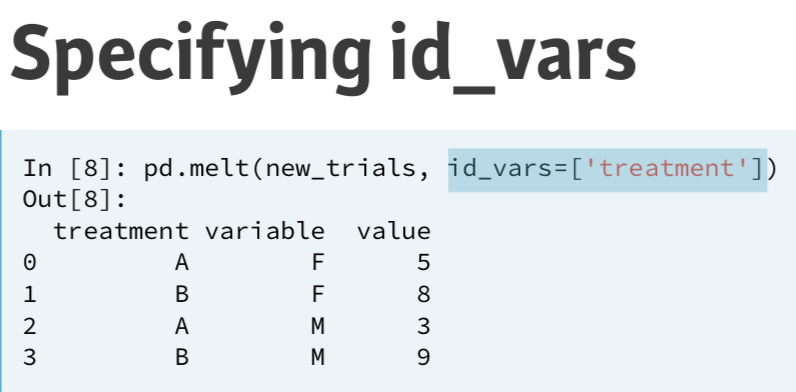 Specifying id_vars
In [8]: pd.melt(new_trials, id_vars=['treatment'])
Out[8]:
treatment variable value
0 A F 5
1 B F 8
2 A M 3
3 B M 9